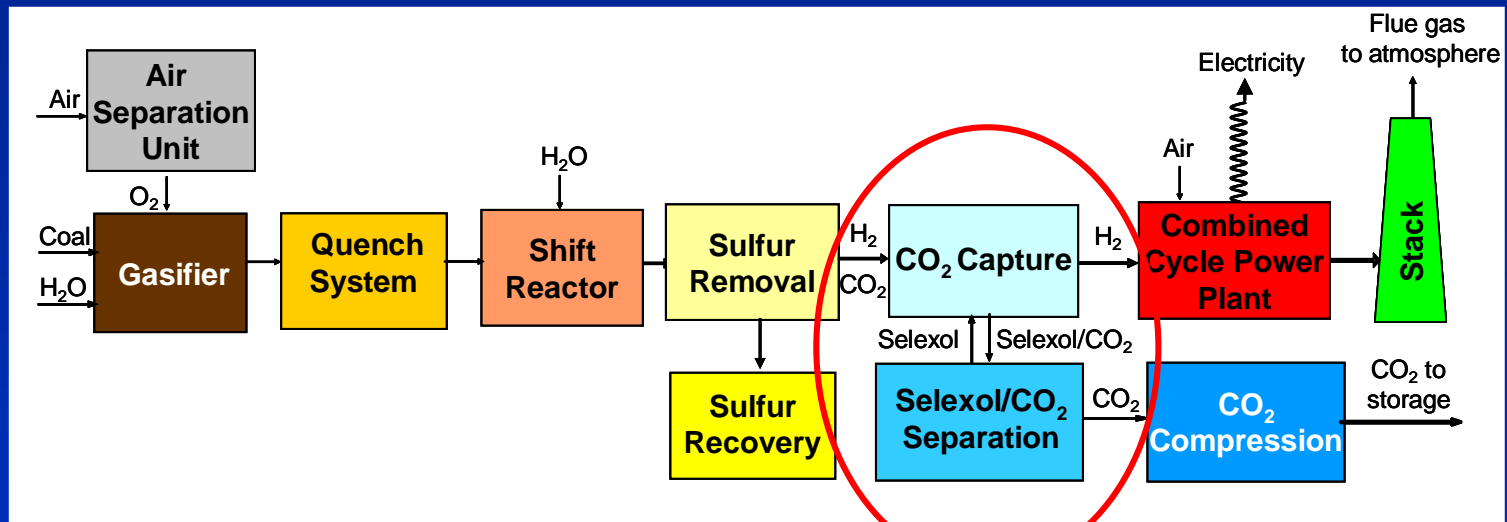 Flue gas
to atmosphere
Electricity
Air
Separation
Unit
Air
H₂O
Air
O₂
Coal
H₂O
Gasifier
Quench
System
Shift
Reactor
Sulfur
Removal
H₂
CO₂
CO₂ Capture
H₂
Combined
Cycle Power
Plant
Stack
Selexol
Selexol/CO₂
Sulfur
Recovery
Selexol/CO₂
Separation
CO₂
CO₂
Compression
CO₂ to
storage